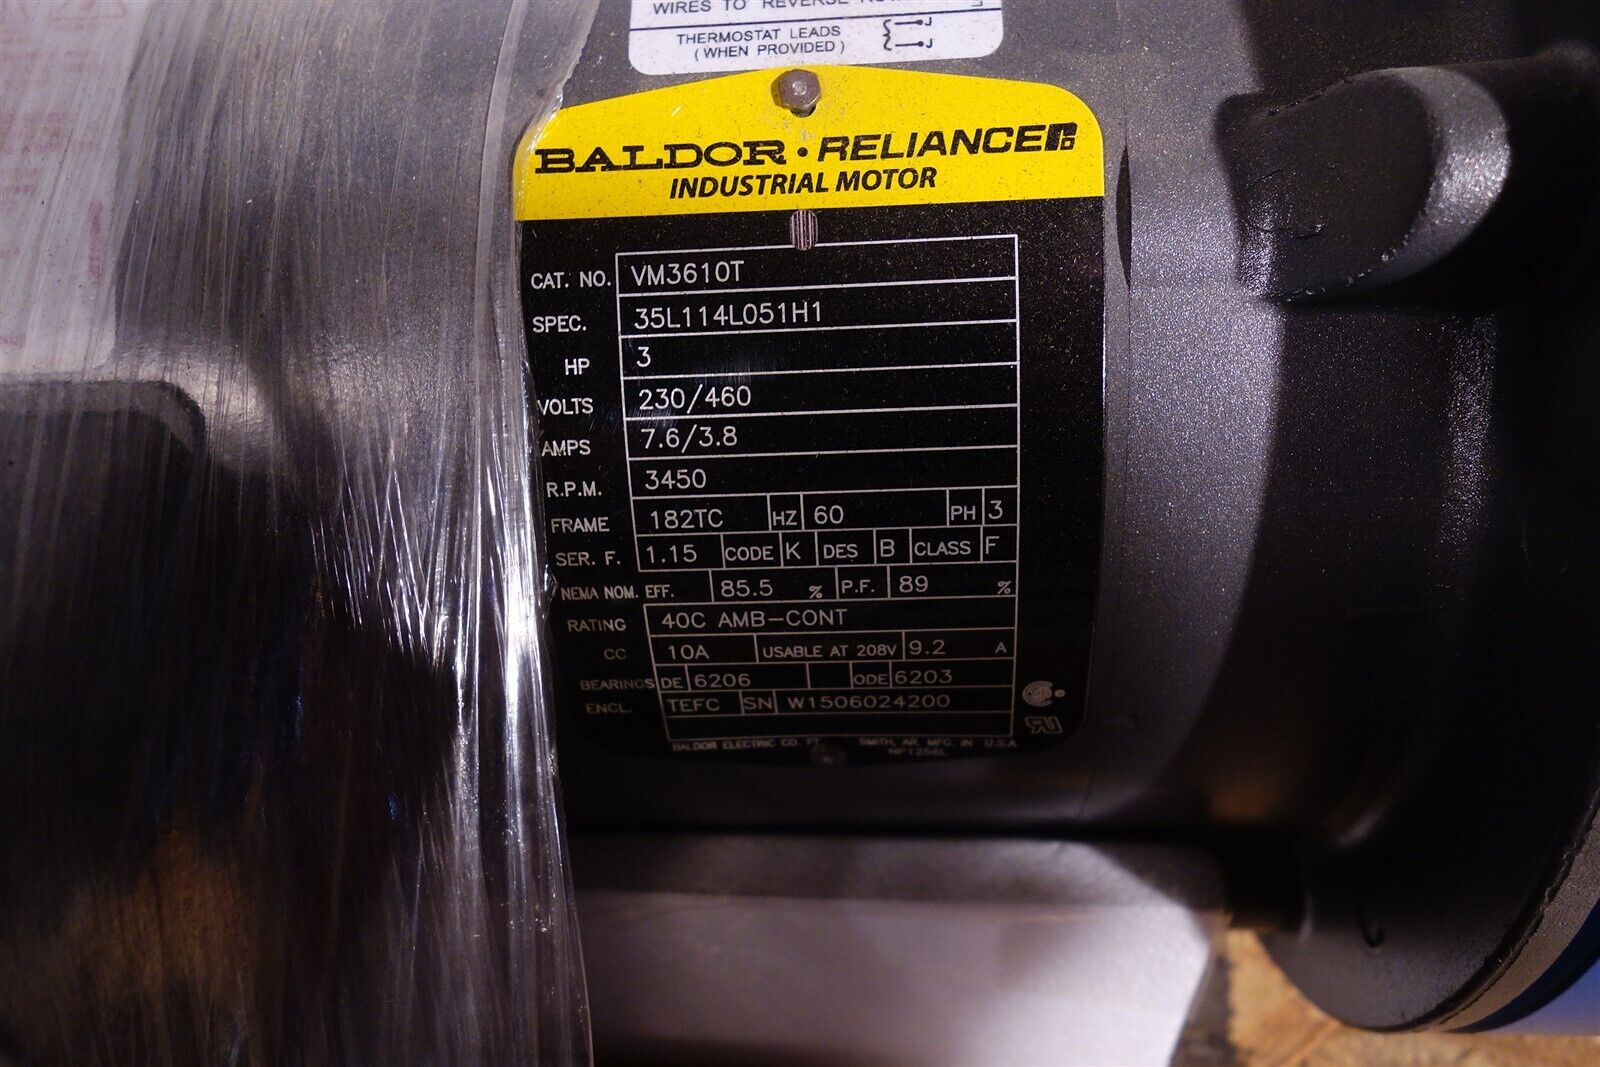 WIRES TO REVERSE
THERMOSTAT LEADS
(WHEN PROVIDED)
J
J
BALDOR • RELIANCE
INDUSTRIAL MOTOR
CAT. NO. VM3610T
SPEC. 35L114L051H1
HP 3
VOLTS 230/460
AMPS 7.6/3.8
R.P.M. 3450
FRAME 182TC HZ 60 PH 3
SER. F. 1.15 CODE K DES B CLASS F
NEMA NOM. EFF. 85.5 % P.F. 89 %
RATING 40C AMB-CONT
CC 10A USABLE AT 208V 9.2 A
BEARINGS DE 6206 ODE 6203
ENCL. TEFC SN W1506024200
BALDOR ELECTRIC CO. FT. SMITH, AR. MFG. IN U.S.A.
NP1256L